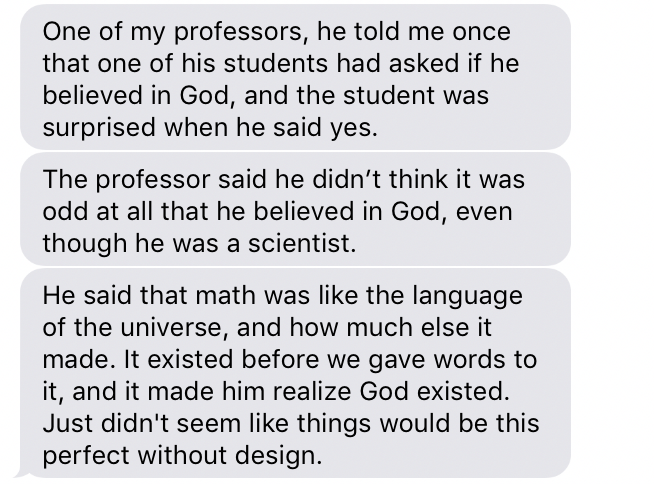 One of my professors, he told me once
that one of his students had asked if he
believed in God, and the student was
surprised when he said yes.
The professor said he didn’t think it was
odd at all that he believed in God, even
though he was a scientist.
He said that math was like the language
of the universe, and how much else it
made. It existed before we gave words to
it, and it made him realize God existed.
Just didn't seem like things would be this
perfect without design.